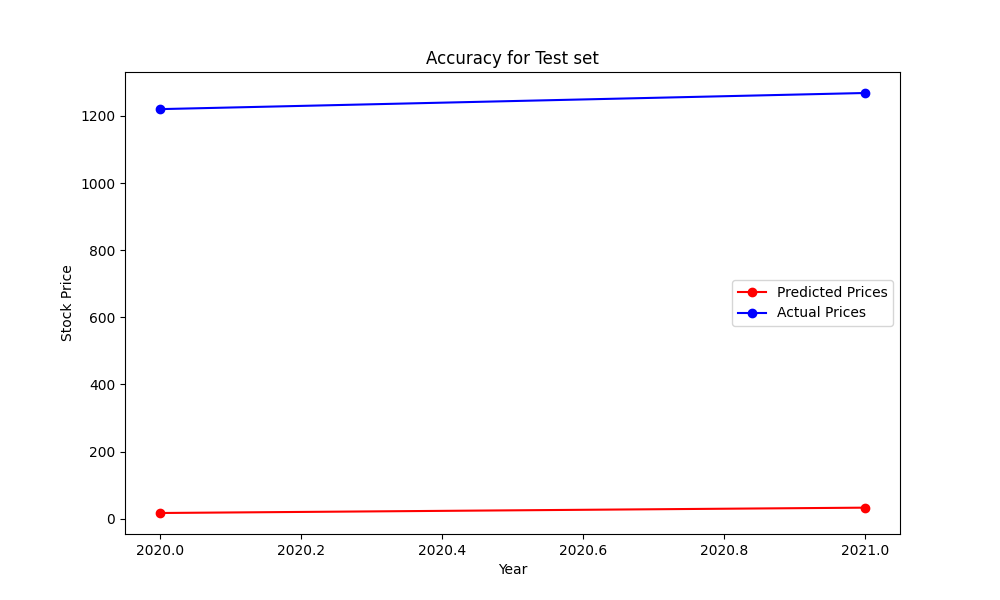 Accuracy for Test set
Stock Price
1200
1000
800
600
400
200
0
Predicted Prices
Actual Prices
2020.0 2020.2 2020.4 2020.6 2020.8 2021.0
Year